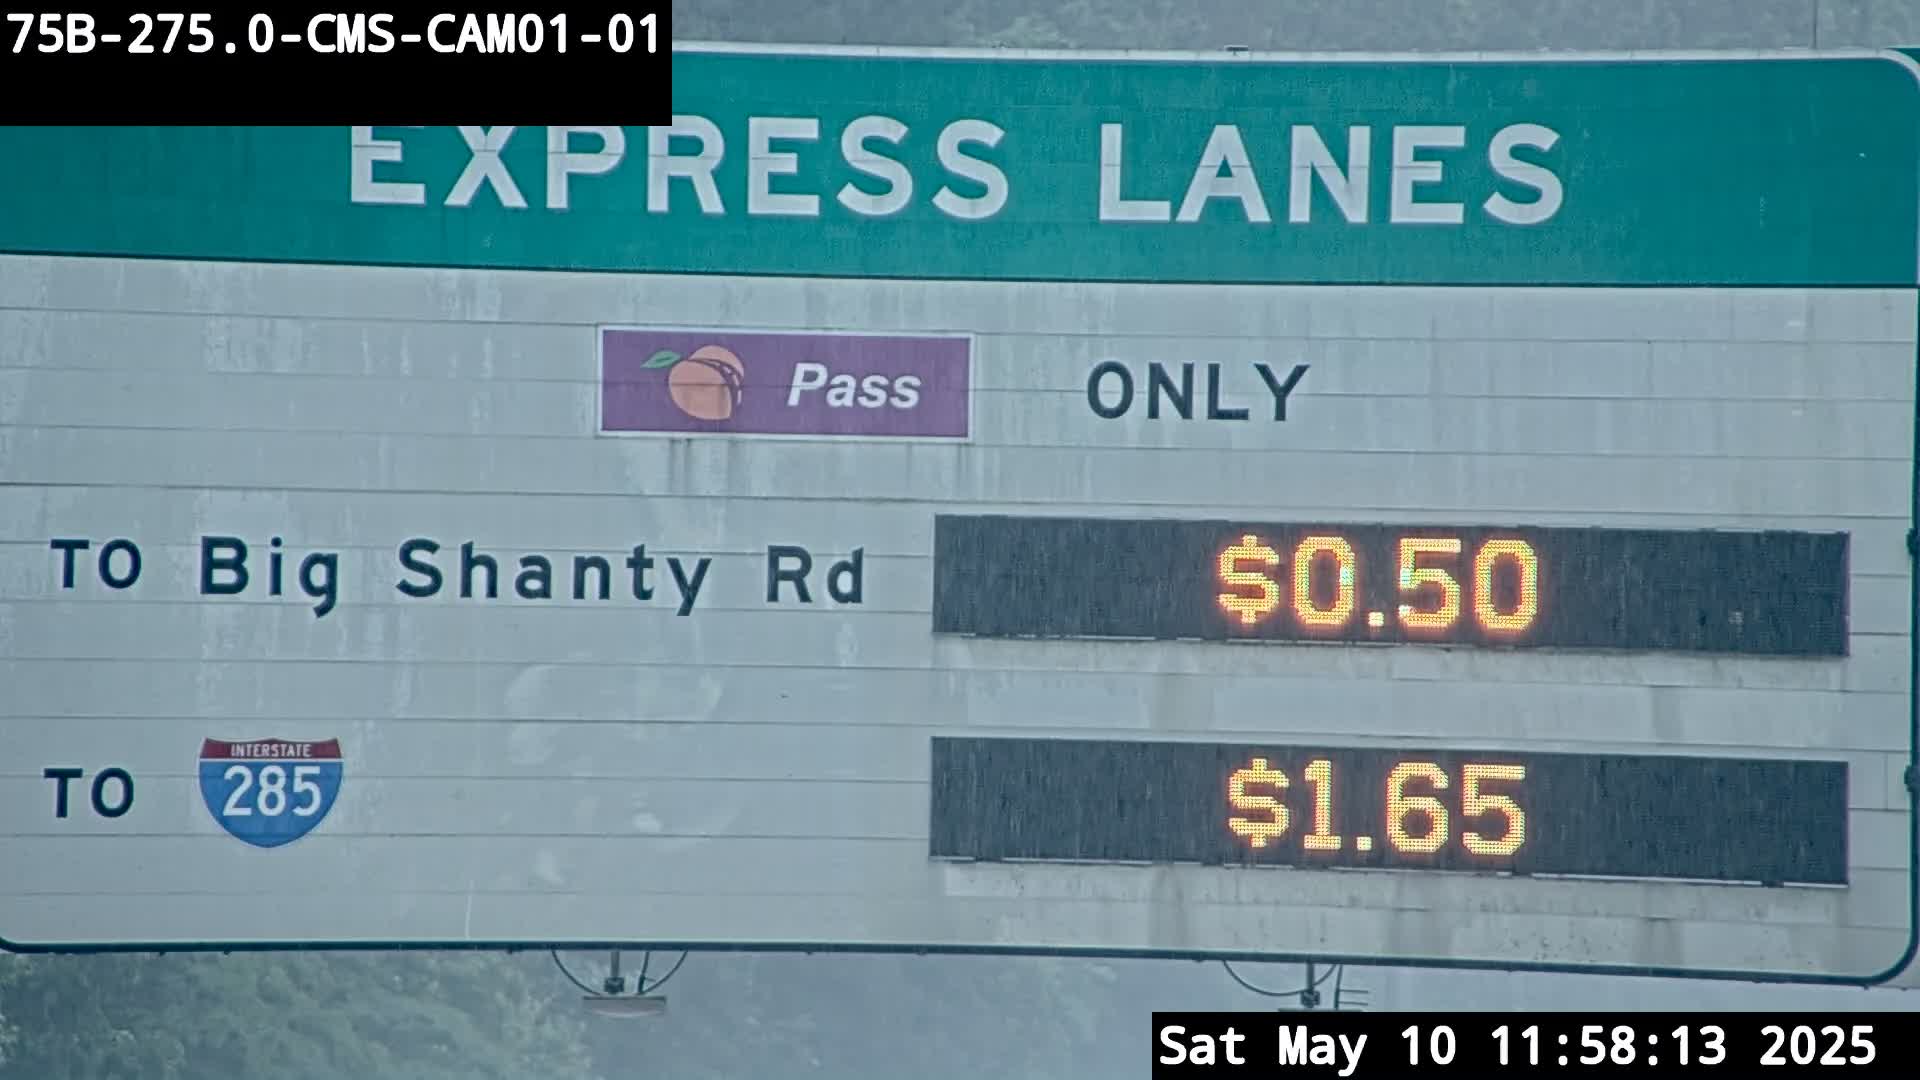 75B-275.0-CMS-CAM01-01
EXPRESS LANES
Pass ONLY
TO Big Shanty Rd $0.50
INTERSTATE
TO 285 $1.65
Sat May 10 11:58:13 2025